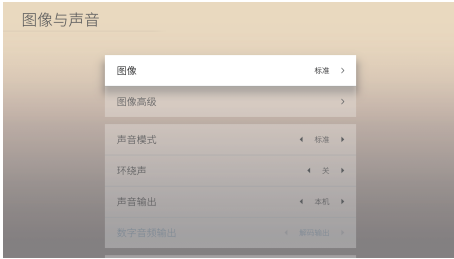 图像与声音
图像 标准
图像高级
声音模式 标准
环绕声 关
声音输出 本机
数字音频输出 解码输出